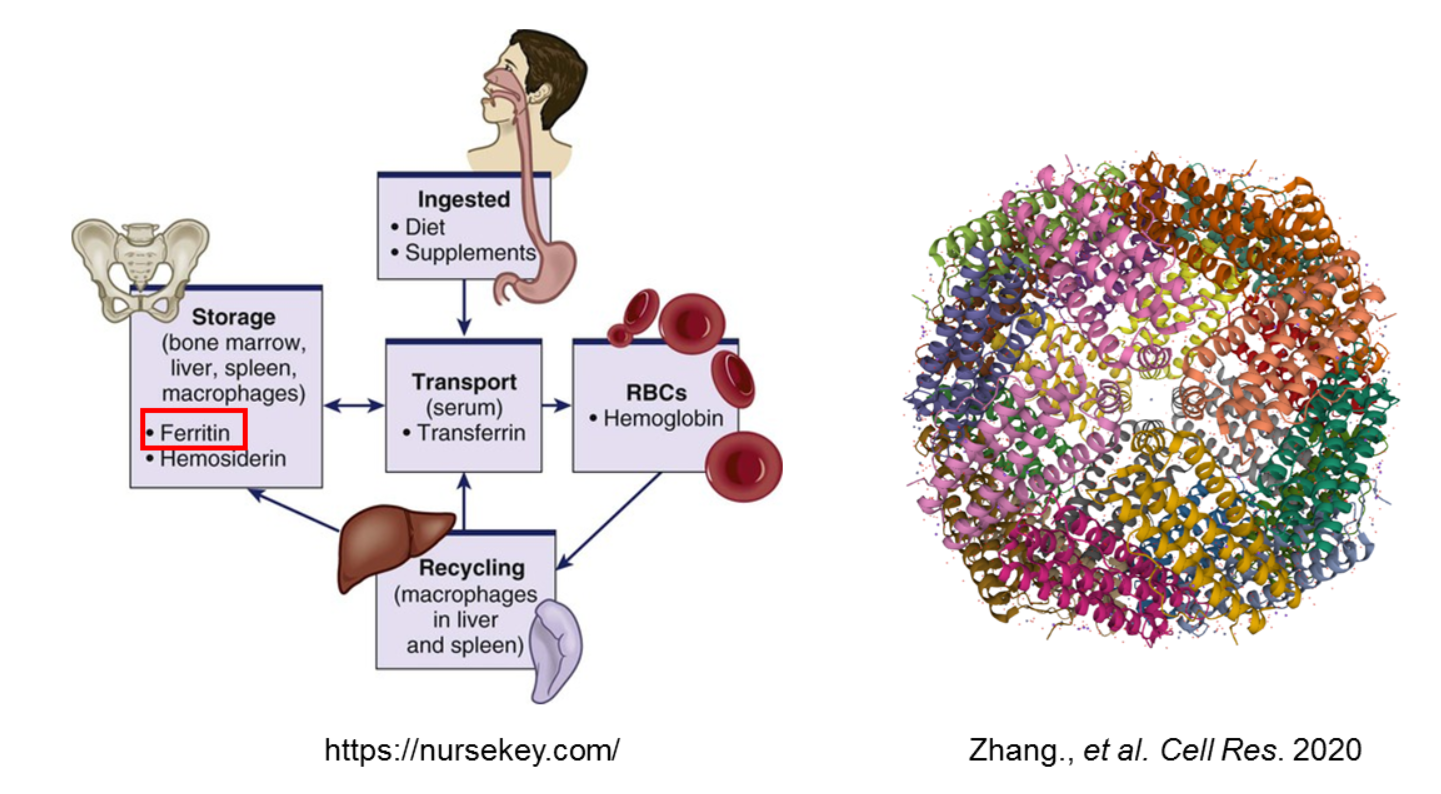 Ingested
• Diet
• Supplements
Storage
(bone marrow,
liver, spleen,
macrophages)
• Ferritin
• Hemosiderin
Transport
(serum)
• Transferrin
RBCs
• Hemoglobin
Recycling
(macrophages
in liver
and spleen)
https://nursekey.com/
Zhang., et al. Cell Res. 2020